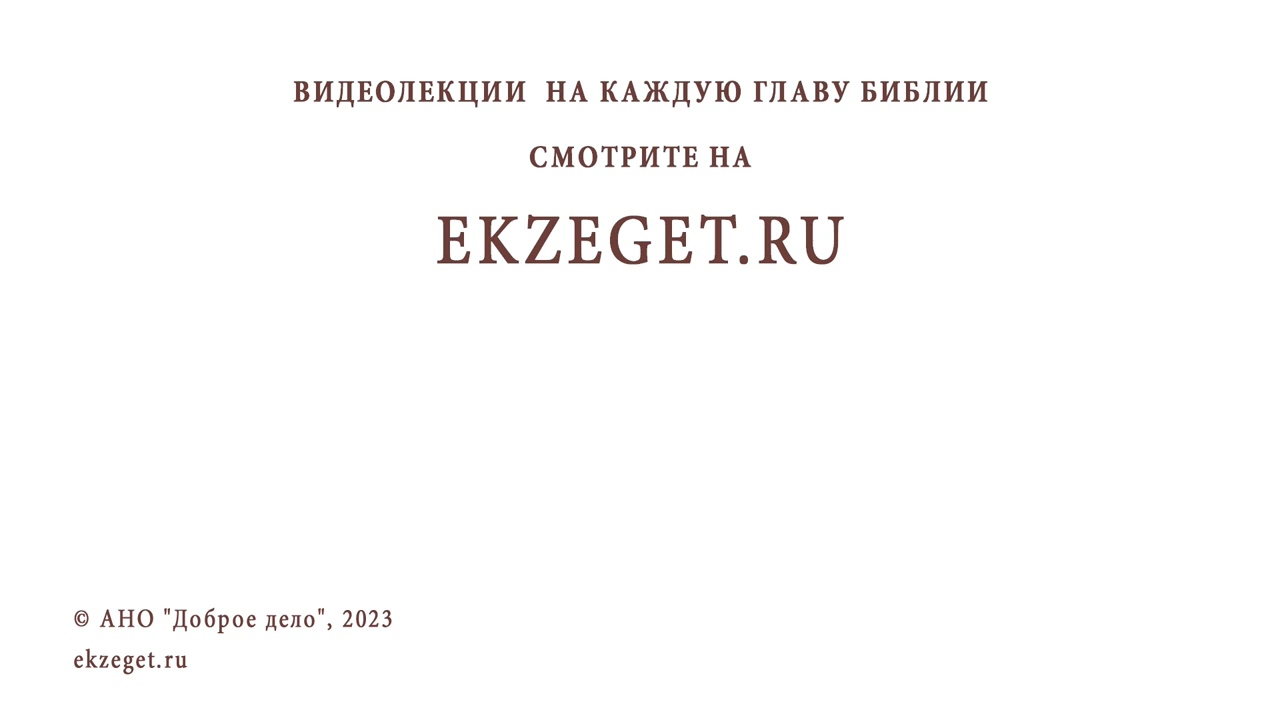 ВИДЕОЛЕКЦИИ НА КАЖДУЮ ГЛАВУ БИБЛИИ
СМОТРИТЕ НА
EKZEGET.RU
© АНО "Доброе дело", 2023
ekzeget.ru